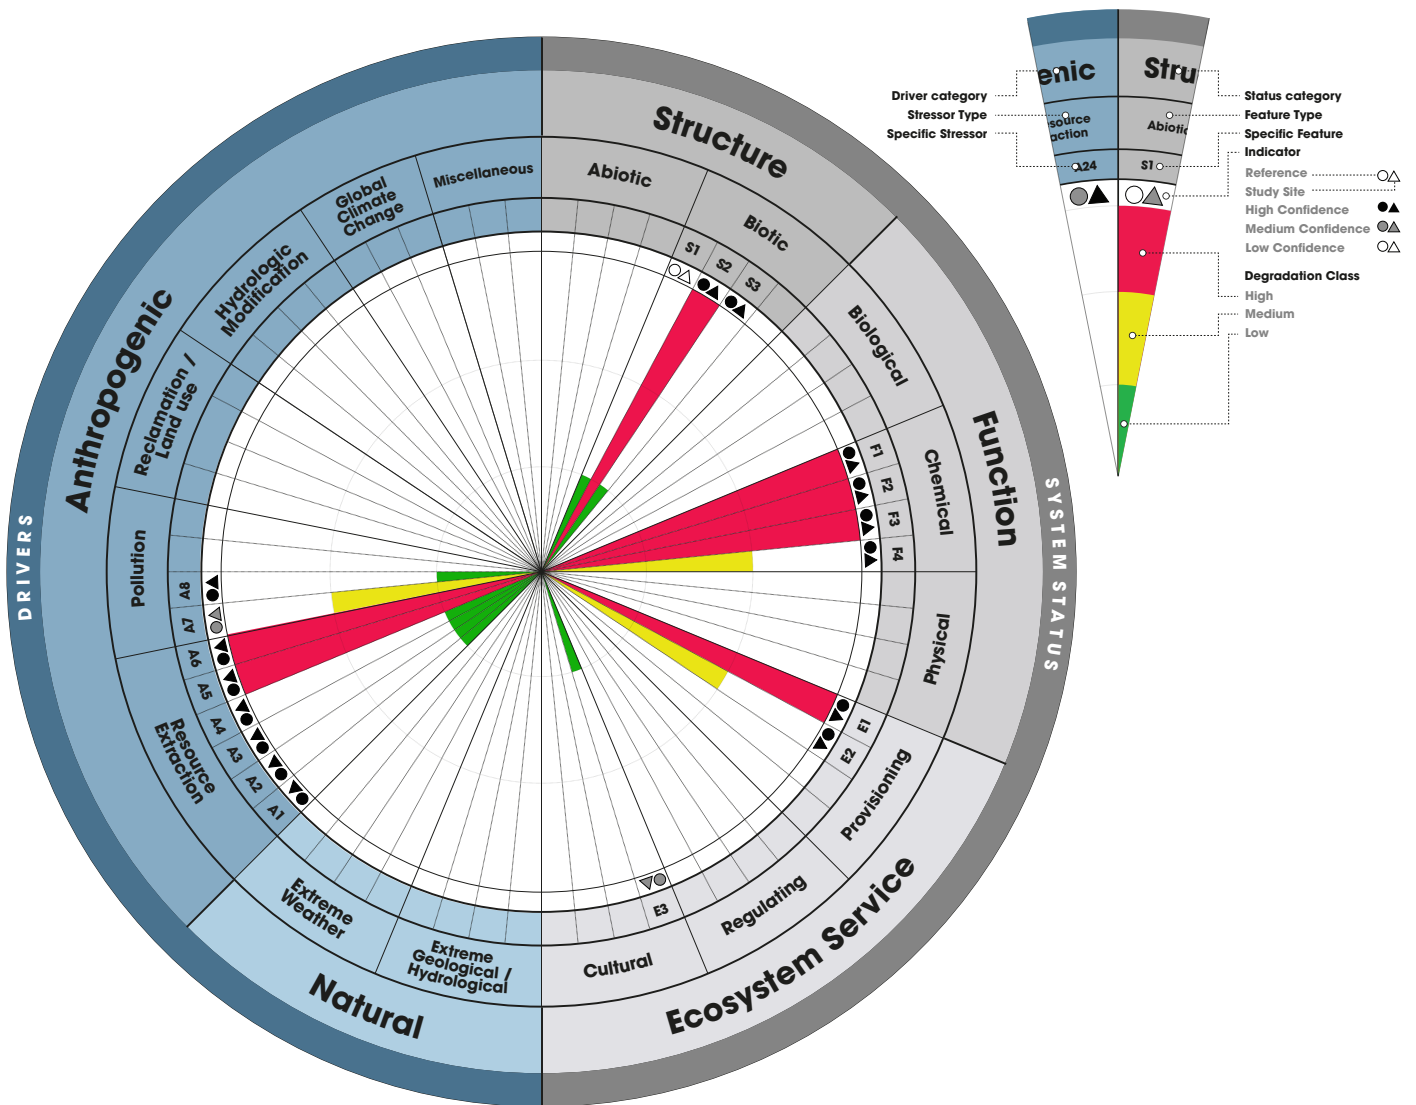 DRIVERS
SYSTEM STATUS
Anthropogenic
Natural
Structure
Function
Ecosystem Service
Miscellaneous
Global
Climate
Change
Hydrologic
Modification
Reclamation /
Land use
Pollution
Resource
Extraction
Extreme
Weather
Extreme
Geological /
Hydrological
Abiotic
Biotic
Biological
Chemical
Physical
Provisioning
Regulating
Cultural
S1
S2
S3
F1
F2
F3
F4
E1
E2
E3
A1
A2
A3
A4
A5
A6
A7
A8
enic
Stru
source
action
Abiotic
A24
S1
Driver category
Stressor Type
Specific Stressor
Status category
Feature Type
Specific Feature
Indicator
Reference
Study Site
High Confidence
Medium Confidence
Low Confidence
Degradation Class
High
Medium
Low